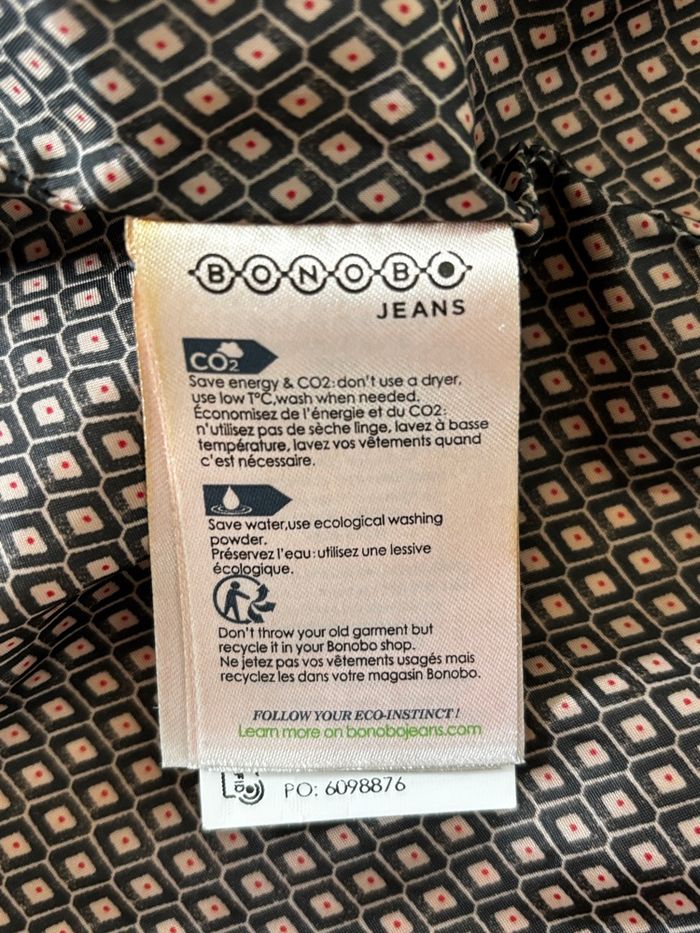 BONOBO
JEANS
CO2
Save energy & CO2:don't use a dryer,
use low T°C,wash when needed.
Économisez de l'énergie et du CO2:
n'utilisez pas de sèche linge, lavez à basse
température, lavez vos vêtements quand
c'est nécessaire.
Save water,use ecological washing
powder.
Préservez l'eau:utilisez une lessive
écologique.
Don't throw your old garment but
recycle it in your Bonobo shop.
Ne jetez pas vos vêtements usagés mais
recyclez les dans votre magasin Bonobo.
FOLLOW YOUR ECO-INSTINCT!
Learn more on bonobojeans.com
PO: 6098876